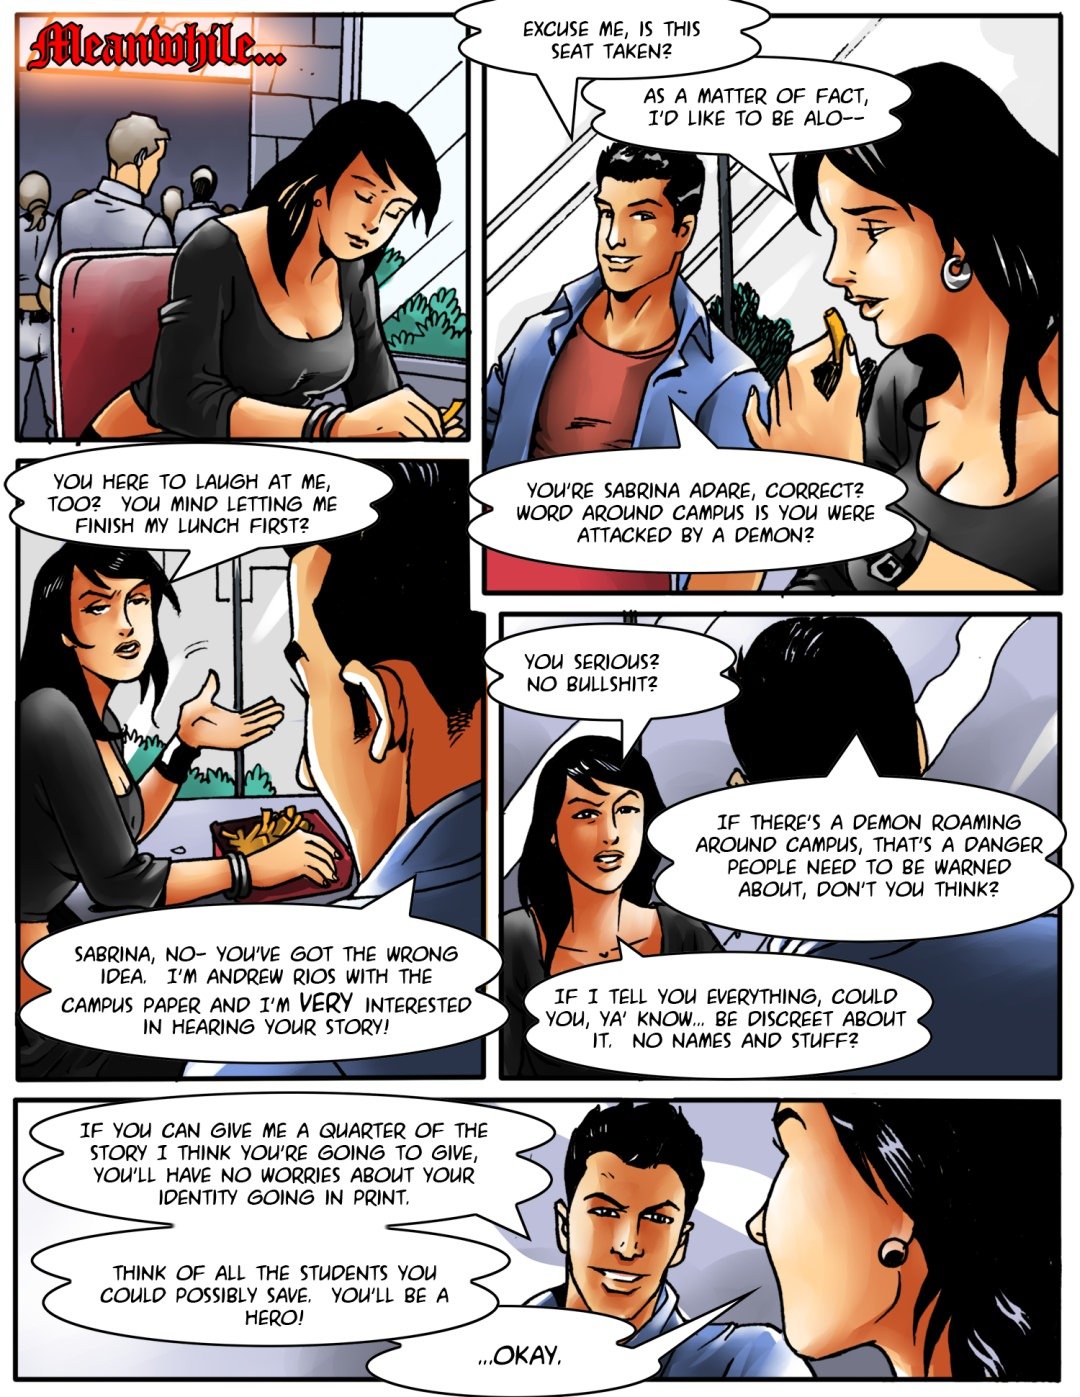 Meanwhile...
EXCUSE ME, IS THIS
SEAT TAKEN?
AS A MATTER OF FACT,
I'D LIKE TO BE ALO--
YOU'RE SABRINA ADARE, CORRECT?
WORD AROUND CAMPUS IS YOU WERE
ATTACKED BY A DEMON?
YOU HERE TO LAUGH AT ME,
TOO? YOU MIND LETTING ME
FINISH MY LUNCH FIRST?
SABRINA, NO- YOU'VE GOT THE WRONG
IDEA. I'M ANDREW RIOS WITH THE
CAMPUS PAPER AND I'M VERY INTERESTED
IN HEARING YOUR STORY!
YOU SERIOUS?
NO BULLSHIT?
IF THERE'S A DEMON ROAMING
AROUND CAMPUS, THAT'S A DANGER
PEOPLE NEED TO BE WARNED
ABOUT, DON'T YOU THINK?
IF I TELL YOU EVERYTHING, COULD
YOU, YA' KNOW... BE DISCREET ABOUT
IT. NO NAMES AND STUFF?
IF YOU CAN GIVE ME A QUARTER OF THE
STORY I THINK YOU'RE GOING TO GIVE,
YOU'LL HAVE NO WORRIES ABOUT YOUR
IDENTITY GOING IN PRINT.
THINK OF ALL THE STUDENTS YOU
COULD POSSIBLY SAVE. YOU'LL BE A
HERO!
...OKAY.